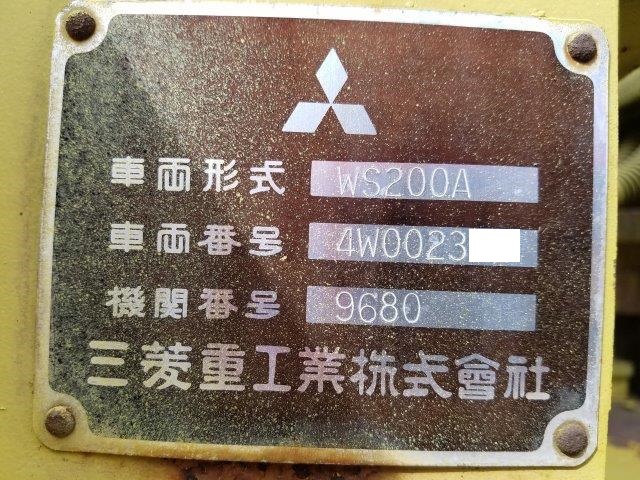 車両形式 WS200A
車両番号 4W0023
機関番号 9680
三菱重工業株式會社